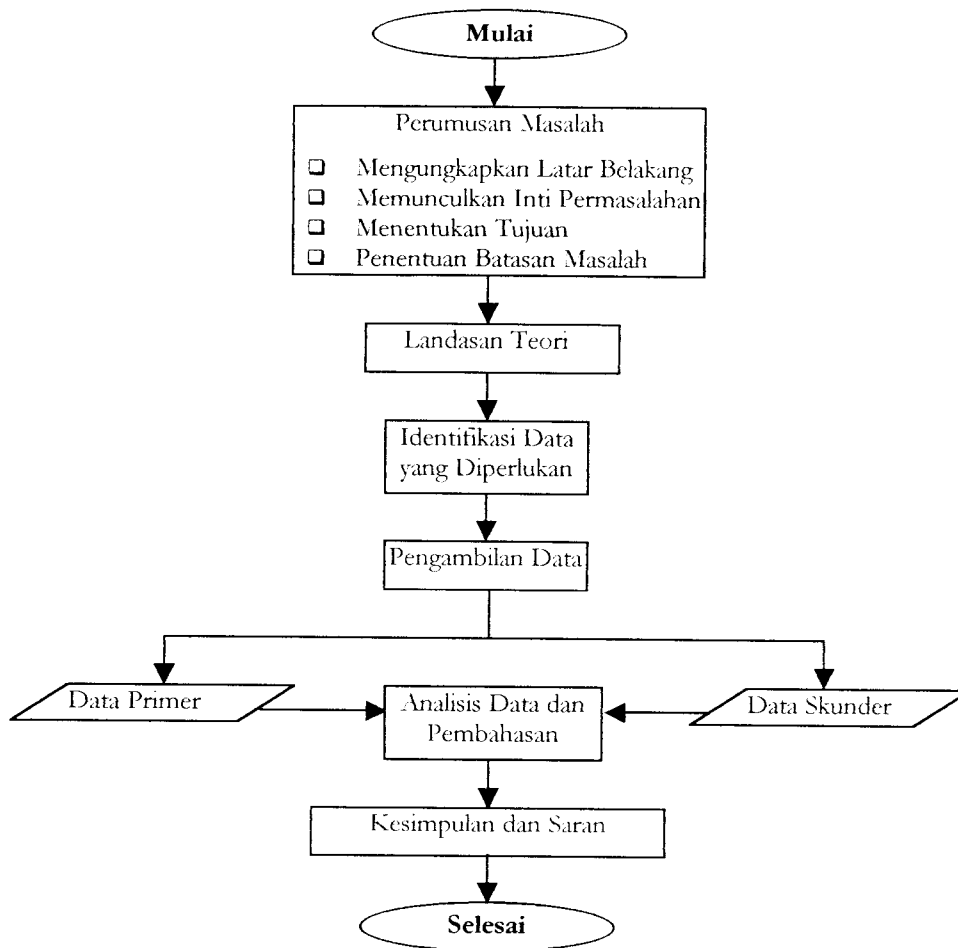 Mulai
Perumusan Masalah
❑ Mengungkapkan Latar Belakang
❑ Memunculkan Inti Permasalahan
❑ Menentukan Tujuan
❑ Penentuan Batasan Masalah
Landasan Teori
Identifikasi Data
yang Diperlukan
Pengambilan Data
Data Primer
Analisis Data dan
Pembahasan
Data Skunder
Kesimpulan dan Saran
Selesai